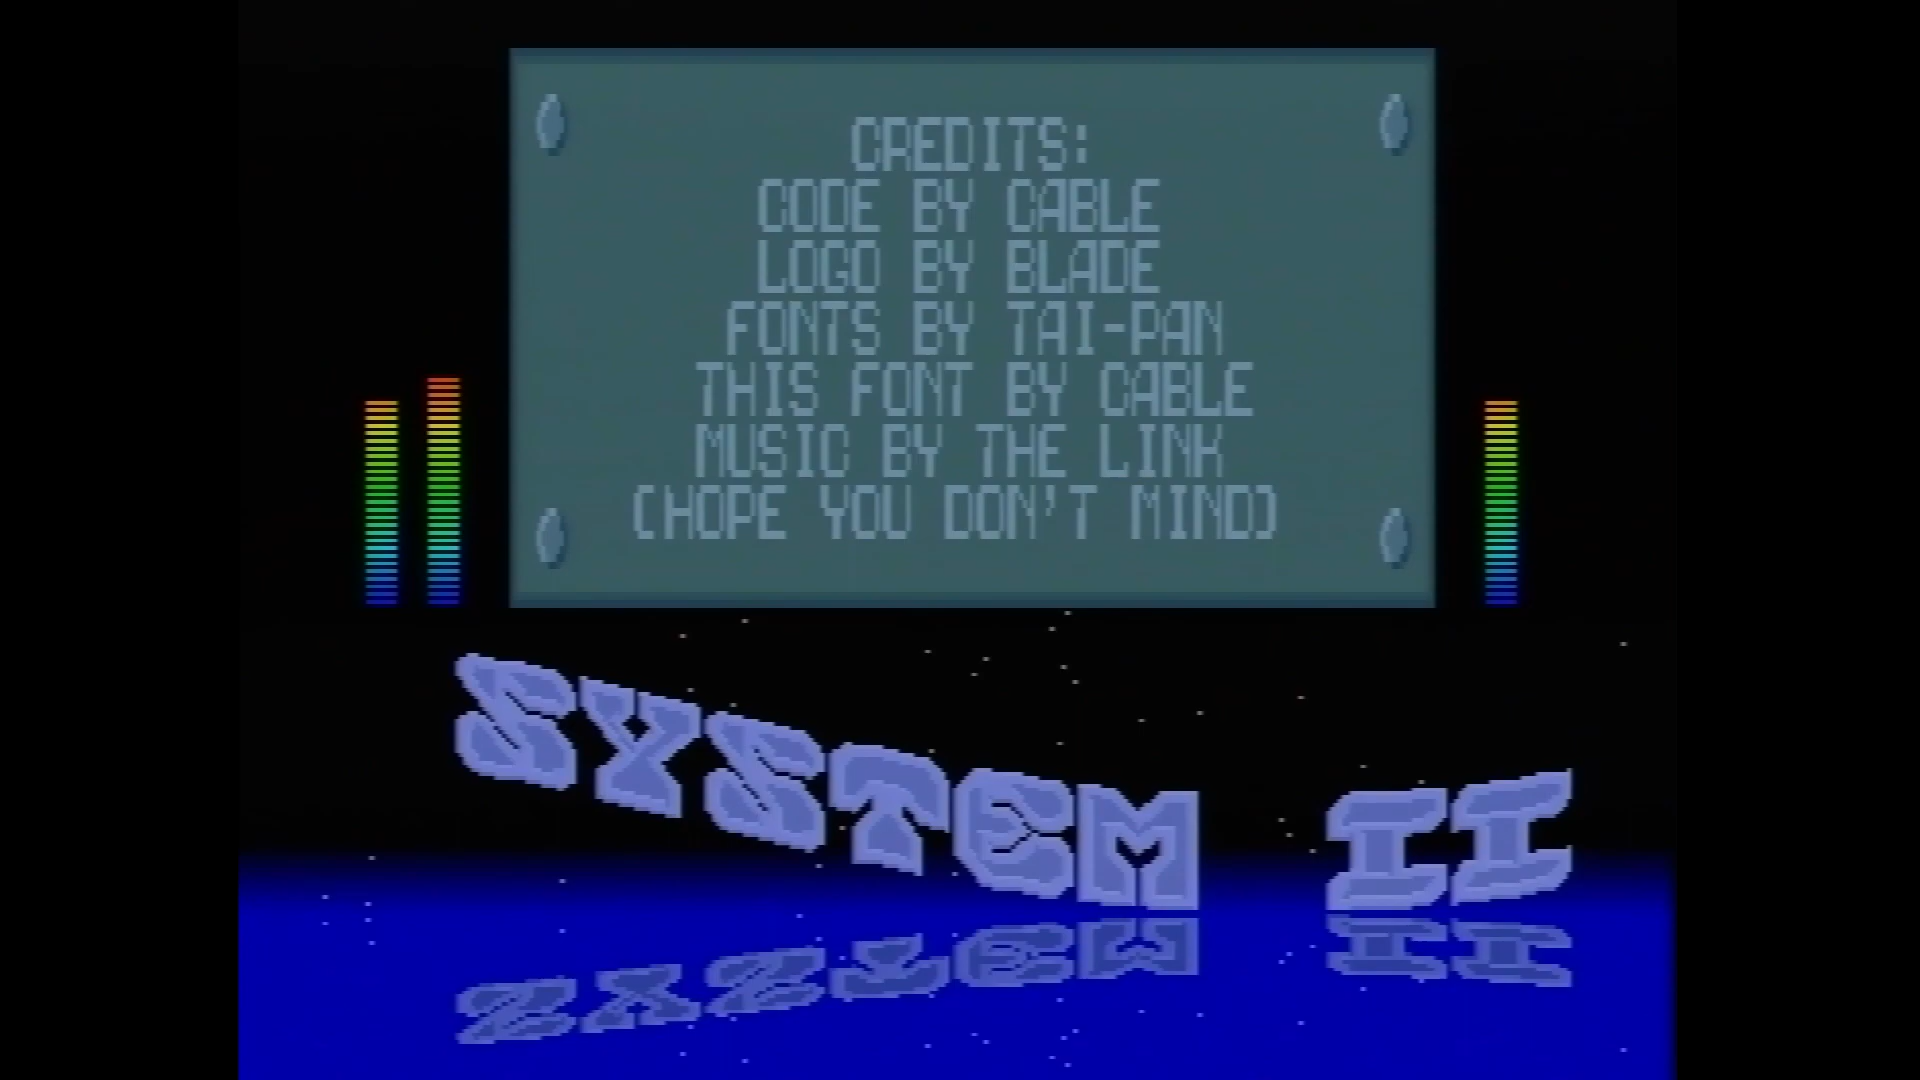 CREDITS:
CODE BY CABLE
LOGO BY BLADE
FONTS BY TAI-PAN
THIS FONT BY CABLE
MUSIC BY THE LINK
(HOPE YOU DON'T MIND)
SYSTEM II